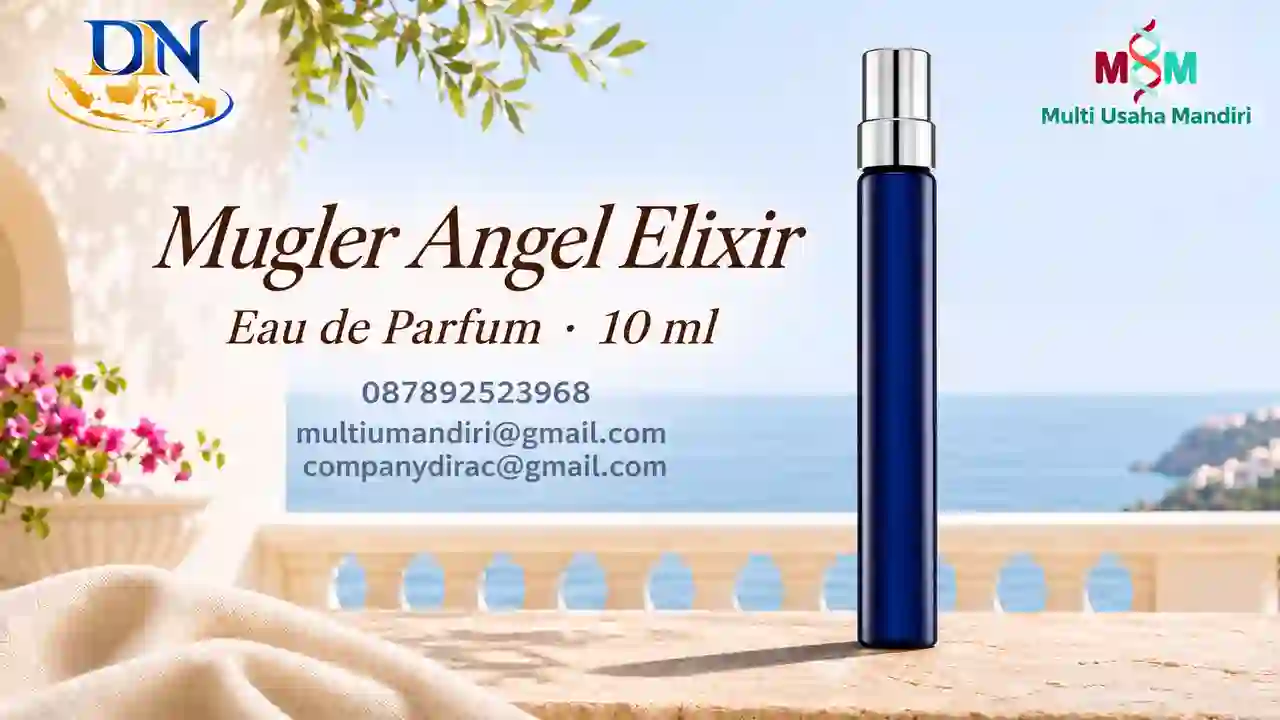 DN
MSM
Multi Usaha Mandiri
Mugler Angel Elixir
Eau de Parfum · 10 ml
087892523968
multiumandiri@gmail.com
companydirac@gmail.com